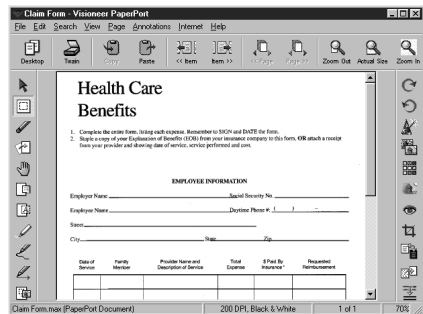 Claim Form - Visioneer PaperPort
File Edit Search View Page Annotations Internet Help
Desktop Twain Copy Paste << Item Item >> << Page Page >> Zoom Out Actual Size Zoom In
Health Care
Benefits
1. Complete the entire form, listing each expense. Remember to SIGN and DATE the form.
2. Staple a copy of your Explanation of Benefits (EOB) from your insurance company to this form, OR attach a receipt
from your provider and showing date of service, service performed and cost.
EMPLOYEE INFORMATION
Employer Name Social Security No.
Employee Name Daytime Phone #: ( ) –
Street
City State Zip
Date of Service Family Member Provider Name and Description of Service Total Expense $ Paid By Insurance * Requested Reimbursement
Claim Form.max (PaperPort Document) 200 DPI, Black & White 1 of 1 70%